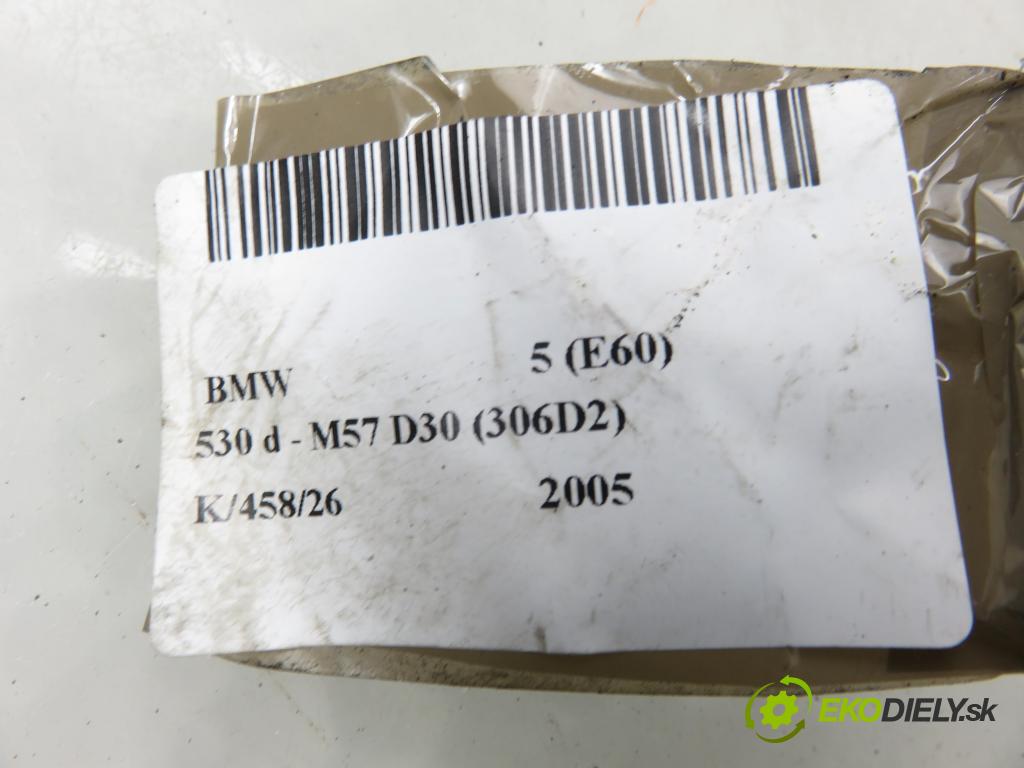 BMW 5 (E60)
530 d - M57 D30 (306D2)
K/458/26 2005
EKODIELY.sk